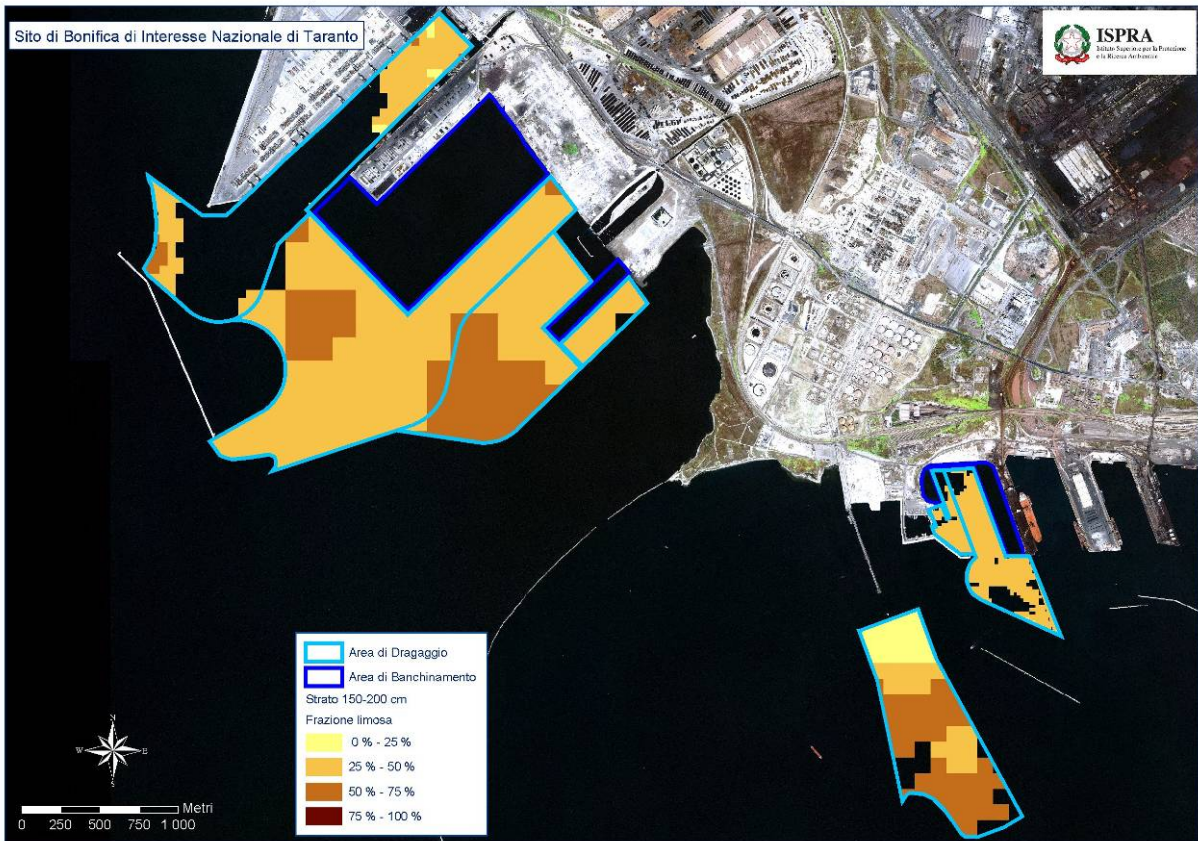 Sito di Bonifica di Interesse Nazionale di Taranto
ISPRA
Istituto Superiore per la Protezione
e la Ricerca Ambientale
Area di Dragaggio
Area di Banchinamento
Strato 150-200 cm
Frazione limosa
0 % - 25 %
25 % - 50 %
50 % - 75 %
75 % - 100 %
N
W E
S
Metri
0 250 500 750 1 000